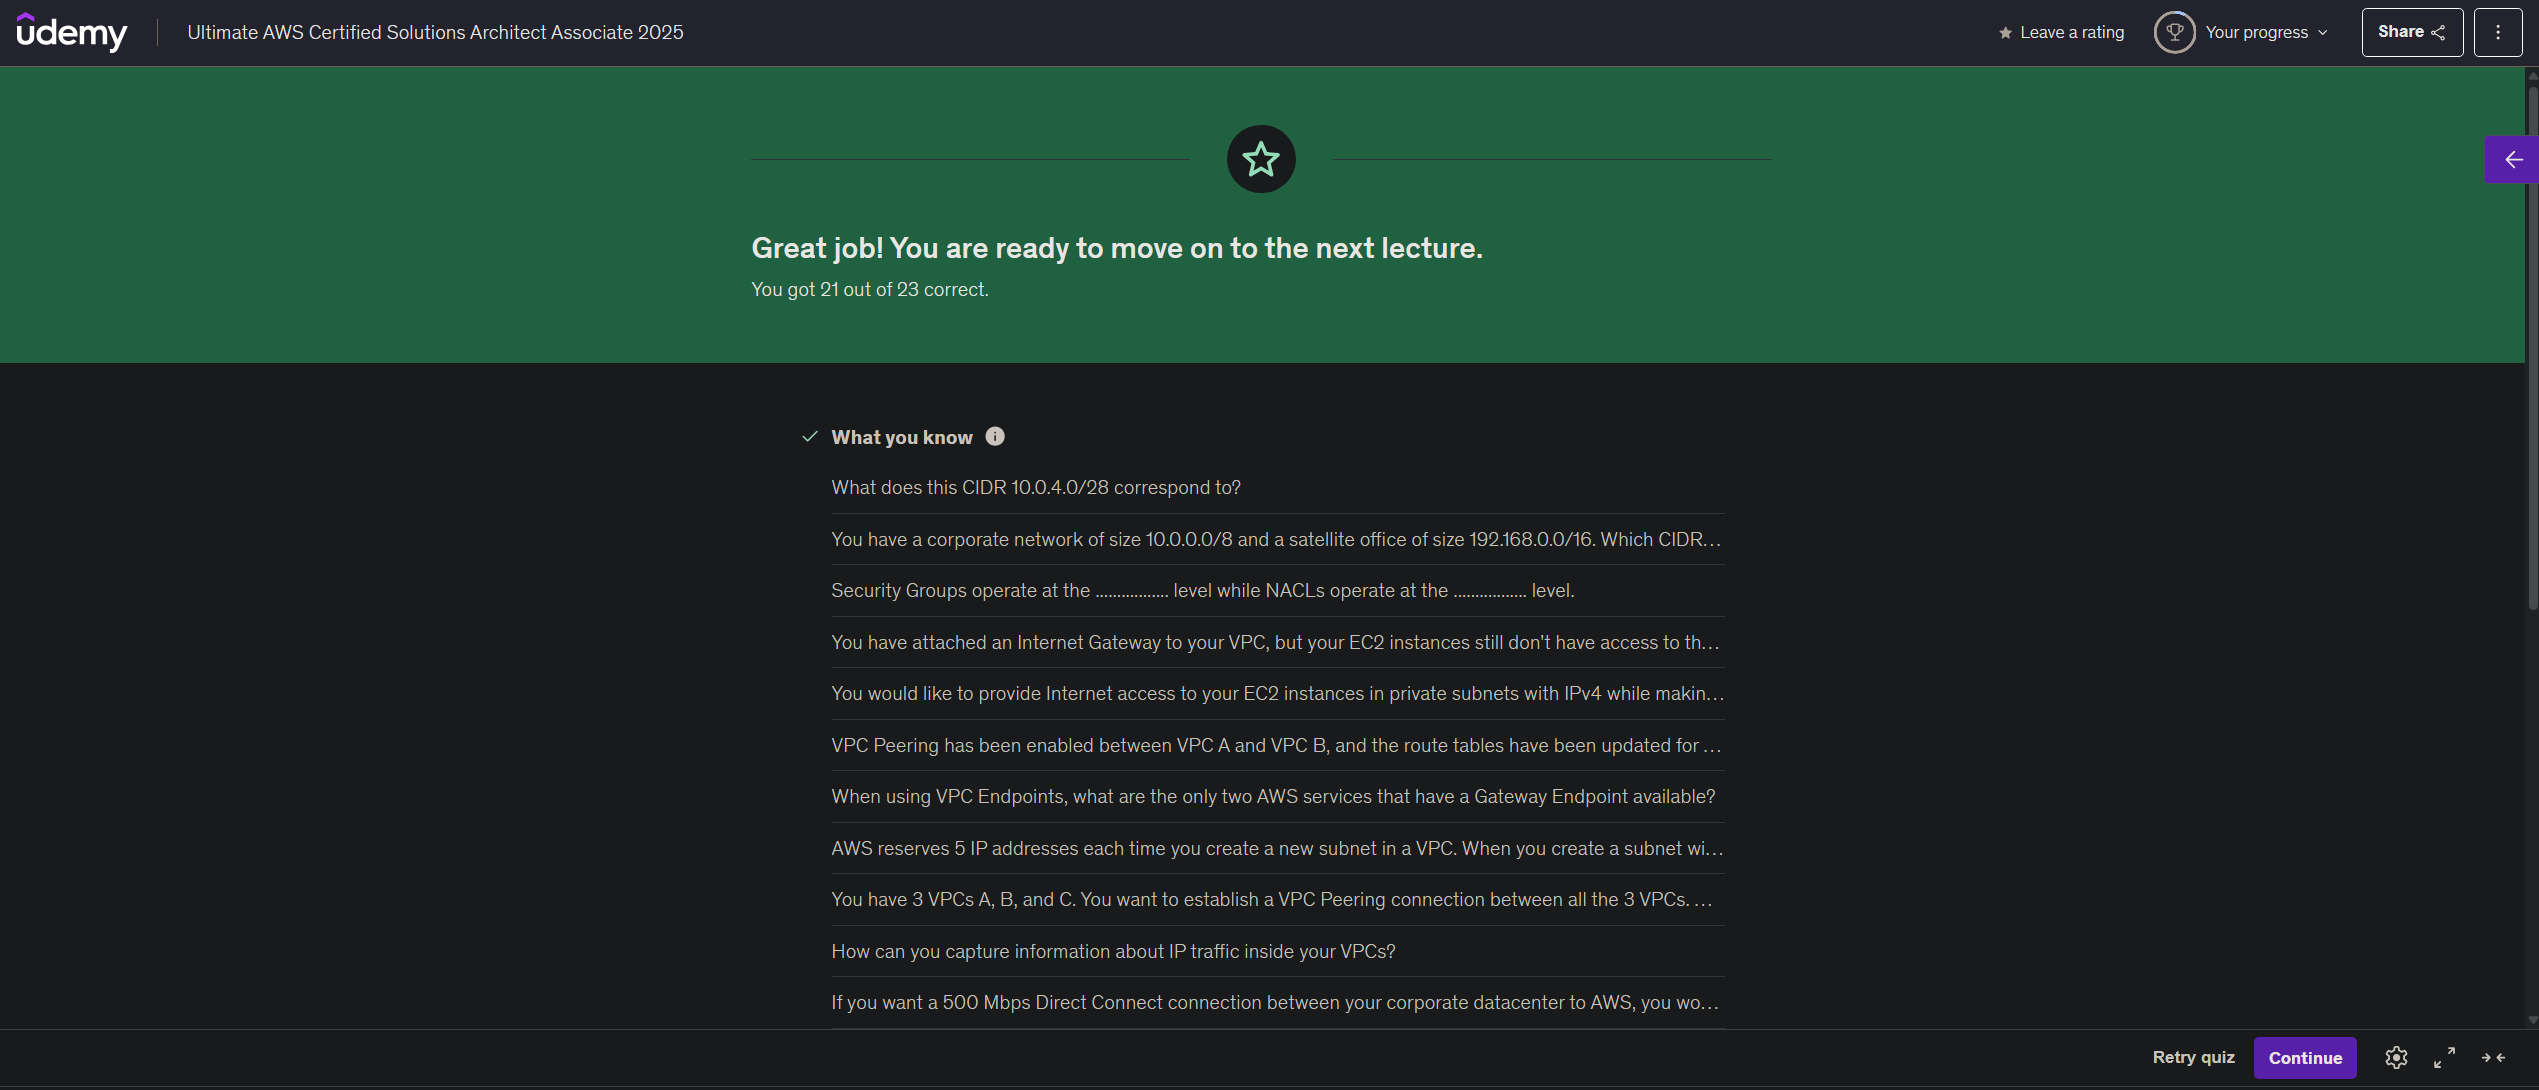 udemy
Ultimate AWS Certified Solutions Architect Associate 2025
Leave a rating
Your progress
Share
Great job! You are ready to move on to the next lecture.
You got 21 out of 23 correct.
What you know
What does this CIDR 10.0.4.0/28 correspond to?
You have a corporate network of size 10.0.0.0/8 and a satellite office of size 192.168.0.0/16. Which CIDR...
Security Groups operate at the ................. level while NACLs operate at the ................. level.
You have attached an Internet Gateway to your VPC, but your EC2 instances still don't have access to th...
You would like to provide Internet access to your EC2 instances in private subnets with IPv4 while makin...
VPC Peering has been enabled between VPC A and VPC B, and the route tables have been updated for ...
When using VPC Endpoints, what are the only two AWS services that have a Gateway Endpoint available?
AWS reserves 5 IP addresses each time you create a new subnet in a VPC. When you create a subnet wi...
You have 3 VPCs A, B, and C. You want to establish a VPC Peering connection between all the 3 VPCs. ...
How can you capture information about IP traffic inside your VPCs?
If you want a 500 Mbps Direct Connect connection between your corporate datacenter to AWS, you wo...
Retry quiz
Continue